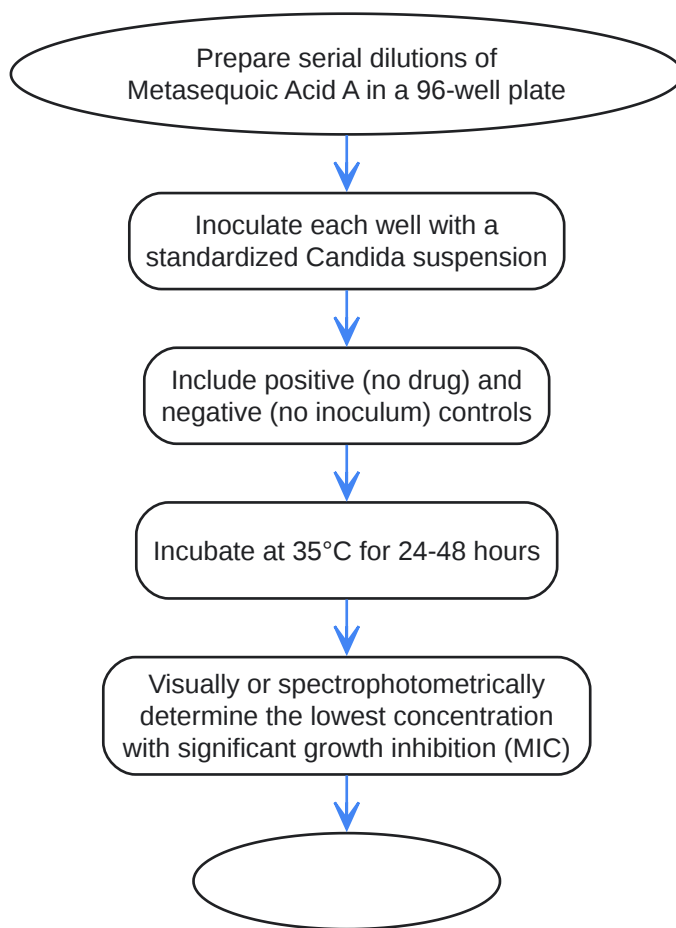 Prepare serial dilutions of
Metasequoic Acid A in a 96-well plate
Inoculate each well with a
standardized Candida suspension
Include positive (no drug) and
negative (no inoculum) controls
Incubate at 35°C for 24-48 hours
Visually or spectrophotometrically
determine the lowest concentration
with significant growth inhibition (MIC)